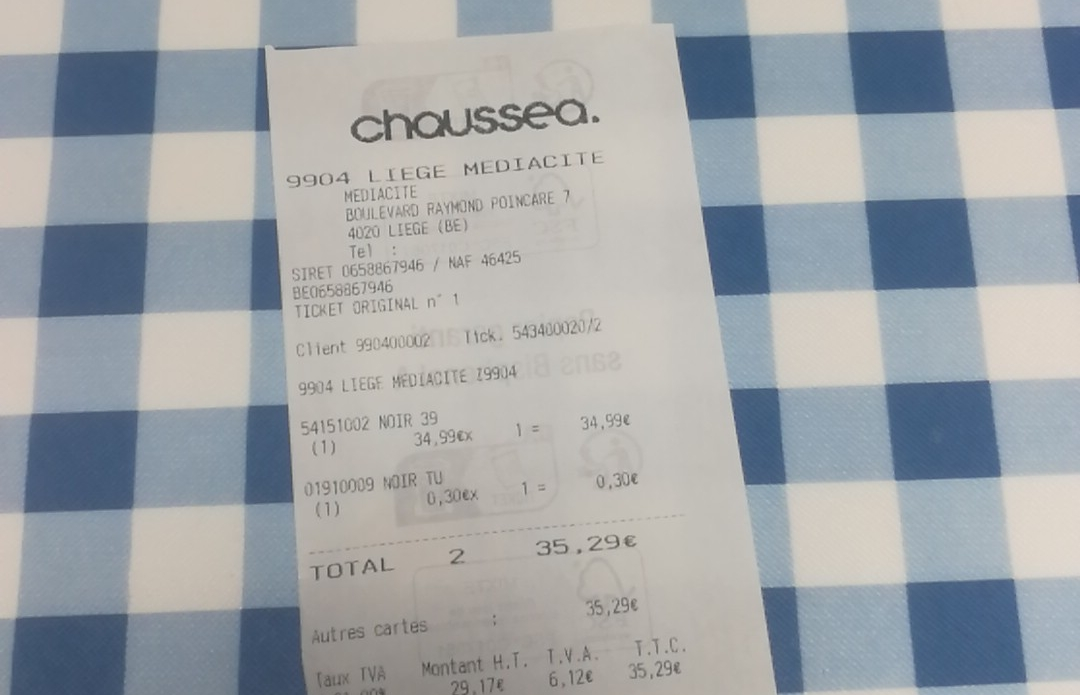 chaussea.
9904 LIEGE MEDIACITE
MEDIACITE
BOULEVARD RAYMOND POINCARE 7
4020 LIEGE (BE)
Tel :
SIRET 0658867946 / NAF 46425
BE0658867946
TICKET ORIGINAL n° 1
Client 990400002 Tick. 543400020/2
9904 LIEGE MEDIACITE Z9904
54151002 NOIR 39
(1) 34,99€x 1 = 34,99€
01910009 NOIR TU
(1) 0,30€x 1 = 0,30€
TOTAL 2 35,29€
Autres cartes : 35,29€
Taux TVA Montant H.T. T.V.A. T.T.C.
29,17€ 6,12€ 35,29€